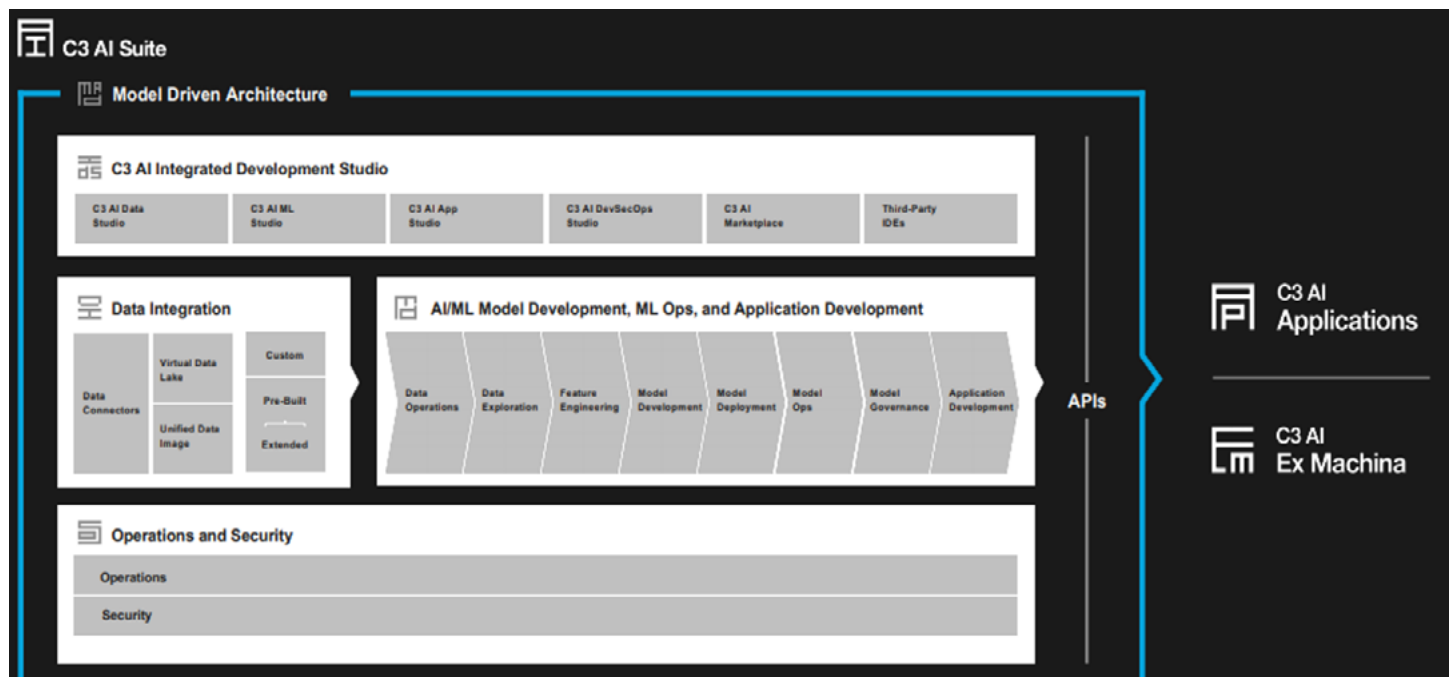 C3 AI Suite
Model Driven Architecture
C3 AI Integrated Development Studio
C3 AI Data
Studio
C3 AI ML
Studio
C3 AI App
Studio
C3 AI DevSecOps
Studio
C3 AI
Marketplace
Third-Party
IDEs
Data Integration
Data
Connectors
Virtual Data
Lake
Unified Data
Image
Custom
Pre-Built
Extended
AI/ML Model Development, ML Ops, and Application Development
Data
Operations
Data
Exploration
Feature
Engineering
Model
Development
Model
Deployment
Model
Ops
Model
Governance
Application
Development
Operations and Security
Operations
Security
APIs
C3 AI
Applications
C3 AI
Ex Machina